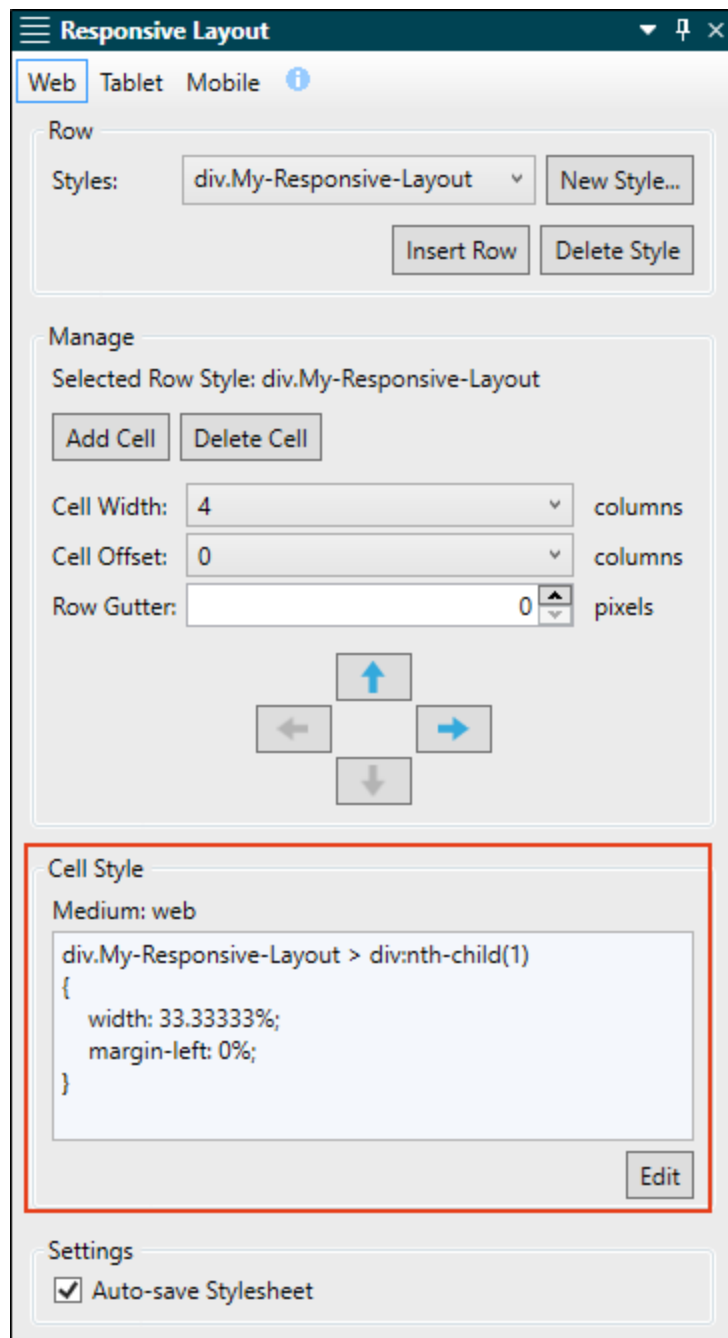 Responsive Layout
Web Tablet Mobile
Row
Styles: div.My-Responsive-Layout New Style...
Insert Row Delete Style
Manage
Selected Row Style: div.My-Responsive-Layout
Add Cell Delete Cell
Cell Width: 4 columns
Cell Offset: 0 columns
Row Gutter: 0 pixels
Cell Style
Medium: web
div.My-Responsive-Layout > div:nth-child(1)
{
width: 33.33333%;
margin-left: 0%;
}
Edit
Settings
Auto-save Stylesheet